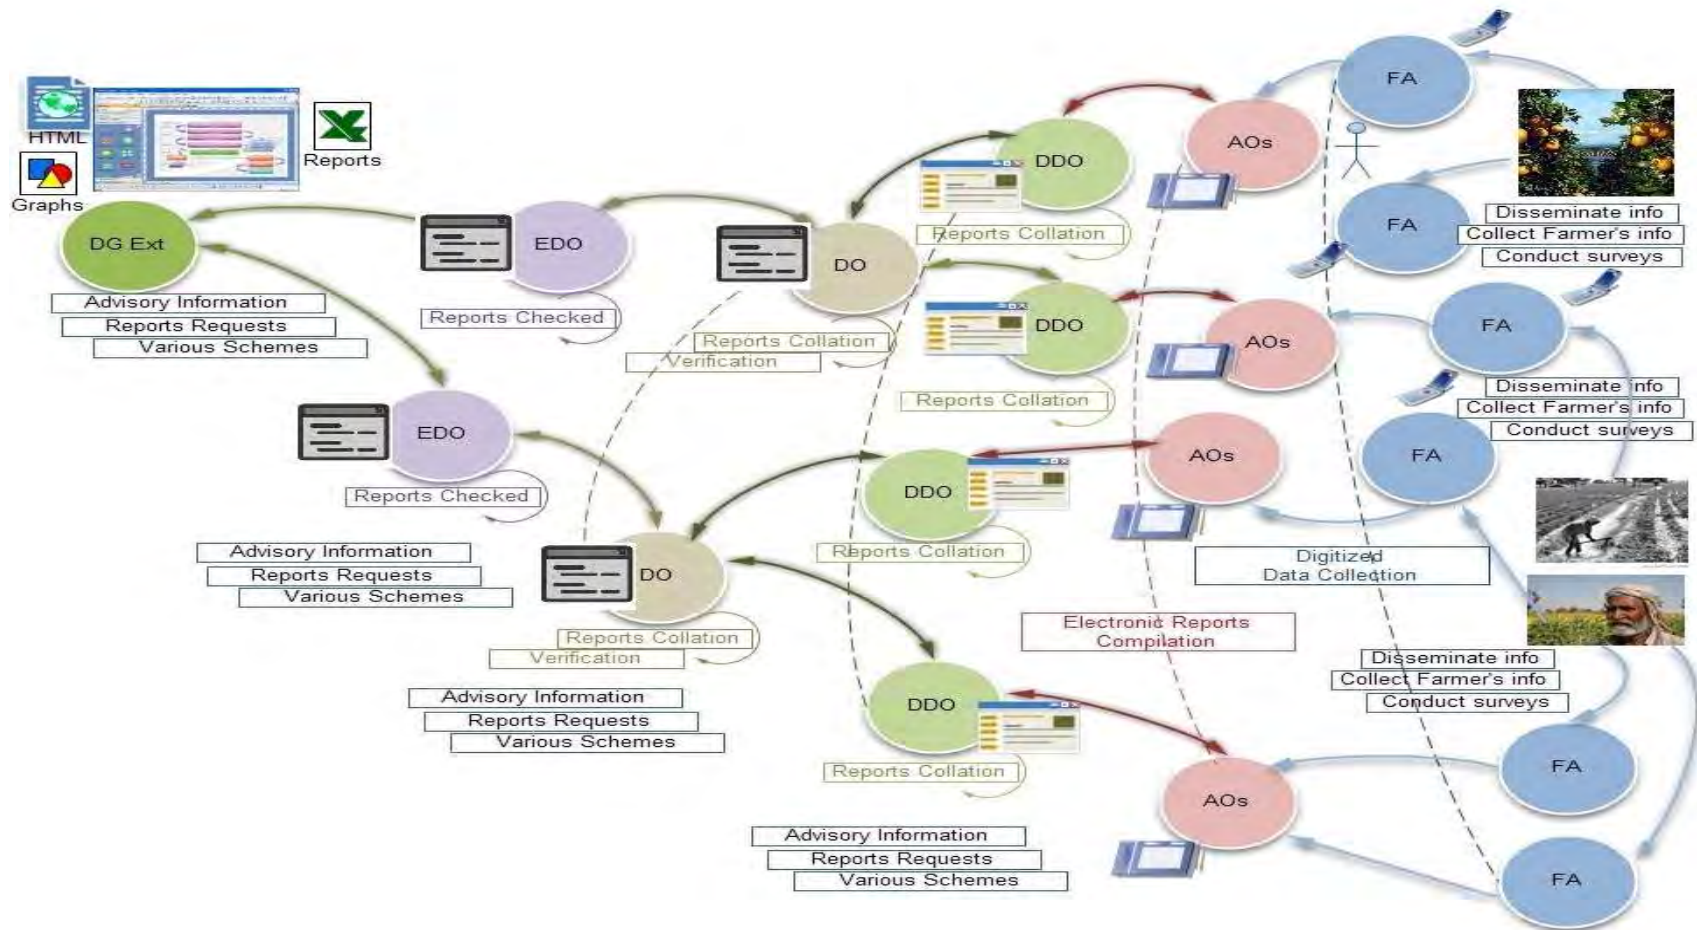 HTML
Reports
Graphs
DG Ext
Advisory Information
Reports Requests
Various Schemes
EDO
Reports Checked
DO
Reports Collation
Verification
DDO
Reports Collation
AOs
FA
FA
Disseminate info
Collect Farmer's info
Conduct surveys
DDO
Reports Collation
AOs
FA
Disseminate info
Collect Farmer's info
Conduct surveys
EDO
Reports Checked
Advisory Information
Reports Requests
Various Schemes
DDO
Reports Collation
AOs
FA
Digitized
Data Collection
DO
Reports Collation
Verification
Electronic Reports
Compilation
Advisory Information
Reports Requests
Various Schemes
DDO
Reports Collation
Disseminate info
Collect Farmer's info
Conduct surveys
AOs
FA
FA
Advisory Information
Reports Requests
Various Schemes